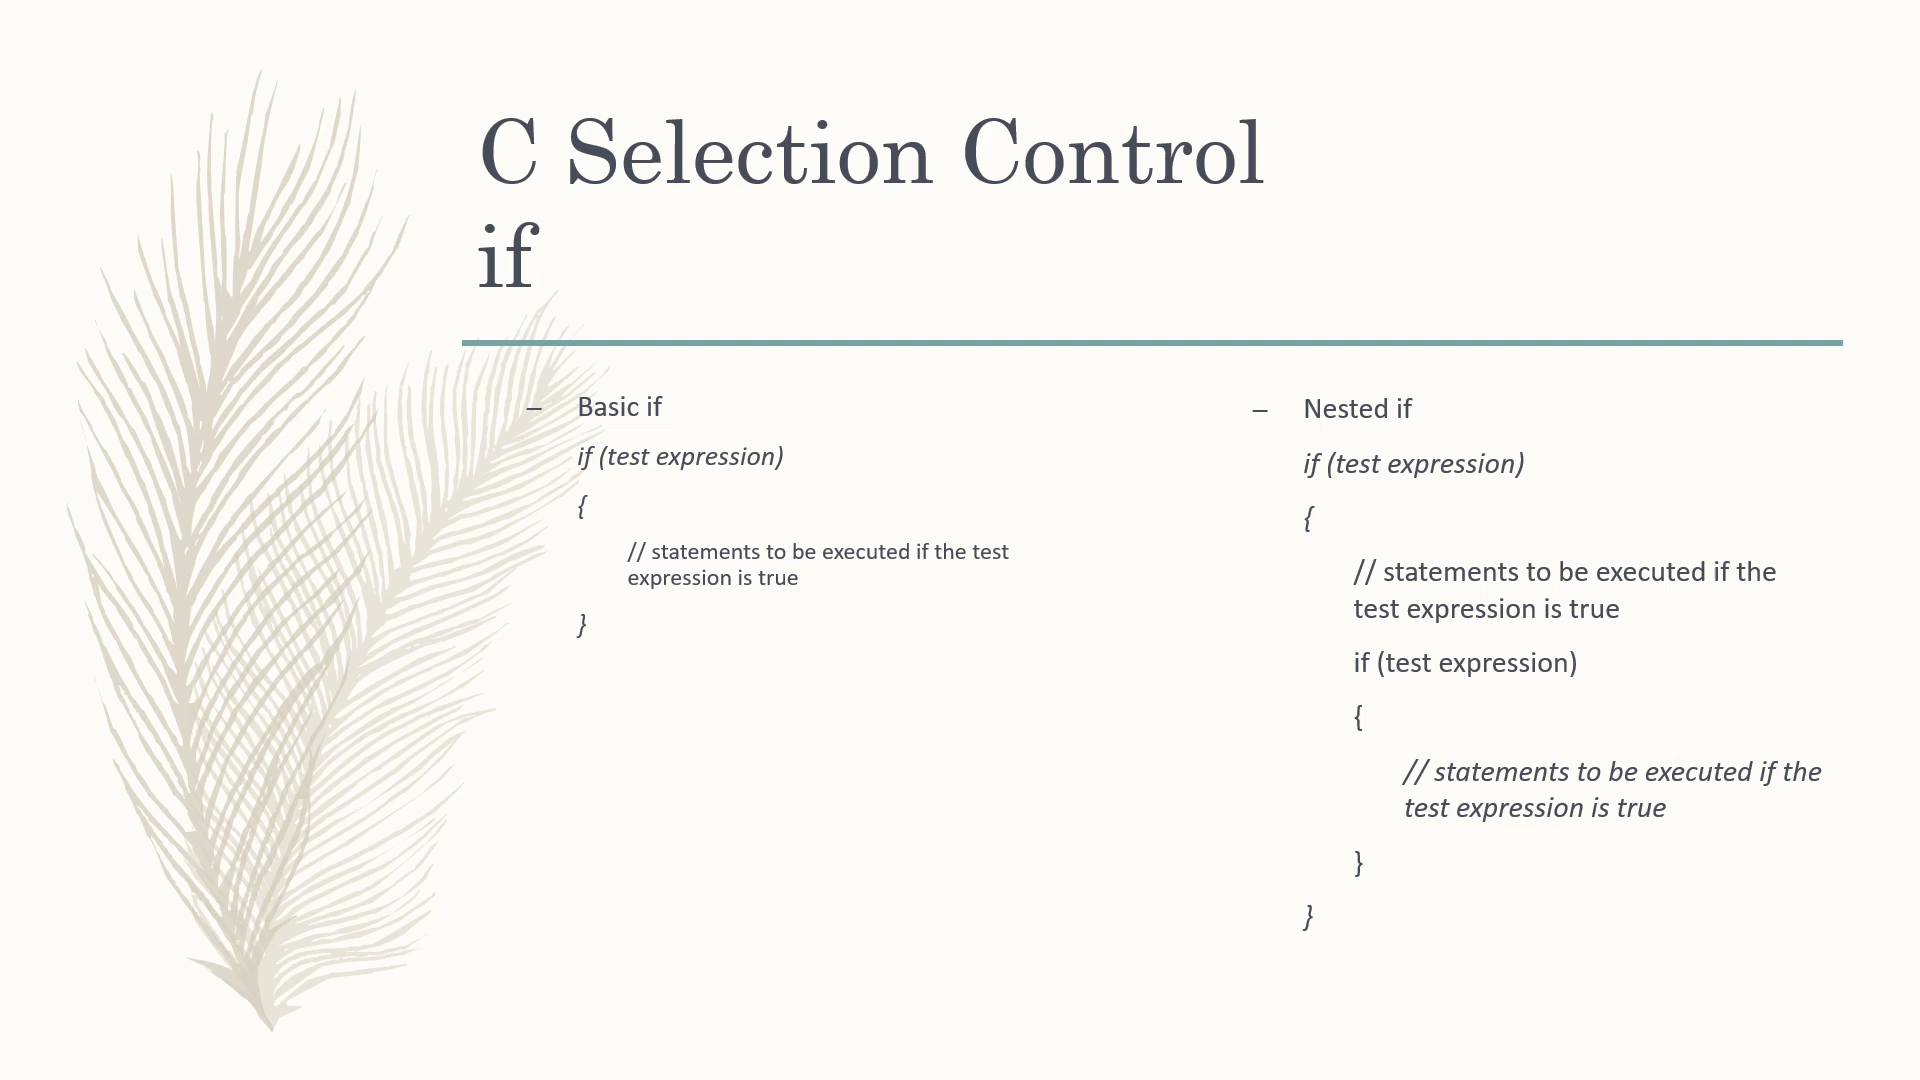 C Selection Control
if
– Basic if
if (test expression)
{
// statements to be executed if the test
expression is true
}
– Nested if
if (test expression)
{
// statements to be executed if the
test expression is true
if (test expression)
{
// statements to be executed if the
test expression is true
}
}